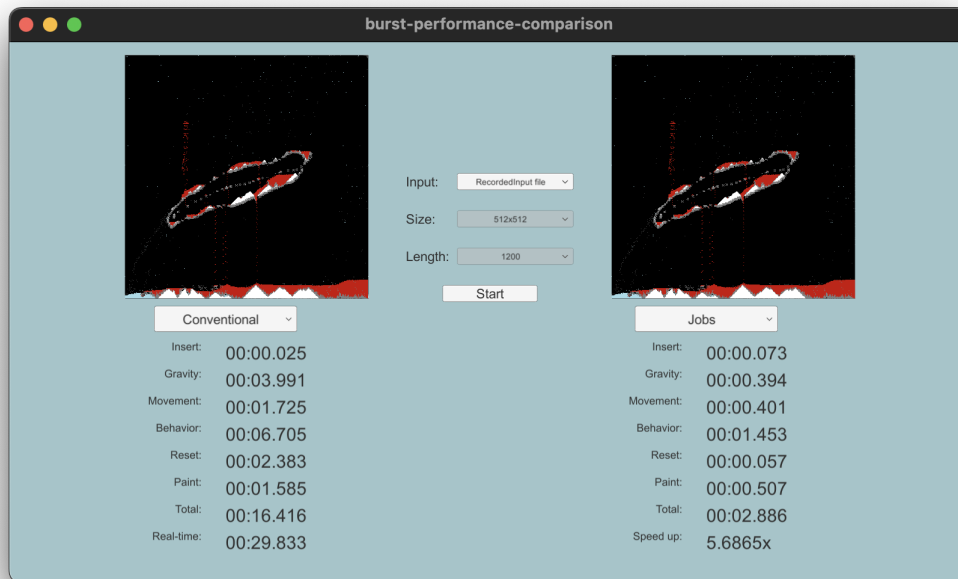 burst-performance-comparison
Input: RecordedInput file
Size: 512x512
Length: 1200
Start
Conventional
Insert: 00:00.025
Gravity: 00:03.991
Movement: 00:01.725
Behavior: 00:06.705
Reset: 00:02.383
Paint: 00:01.585
Total: 00:16.416
Real-time: 00:29.833
Jobs
Insert: 00:00.073
Gravity: 00:00.394
Movement: 00:00.401
Behavior: 00:01.453
Reset: 00:00.057
Paint: 00:00.507
Total: 00:02.886
Speed up: 5.6865x